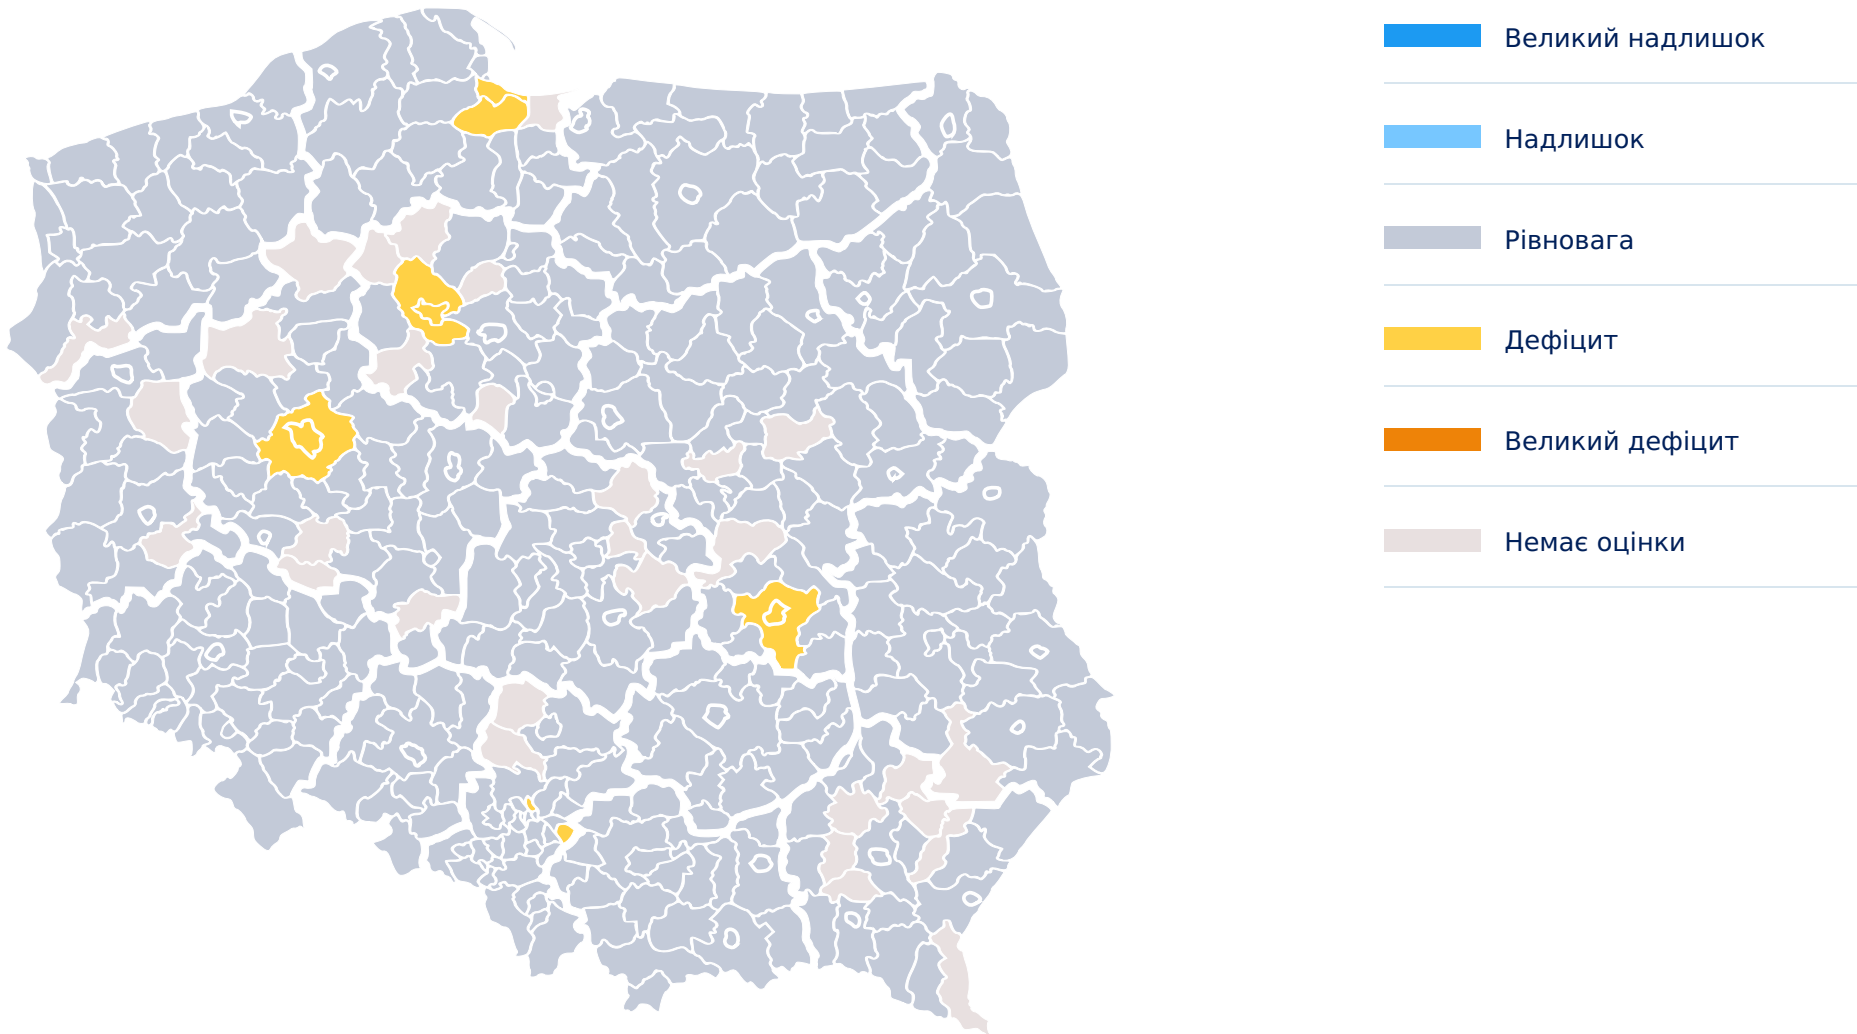 Великий надлишок
Надлишок
Рівновага
Дефіцит
Великий дефіцит
Немає оцінки